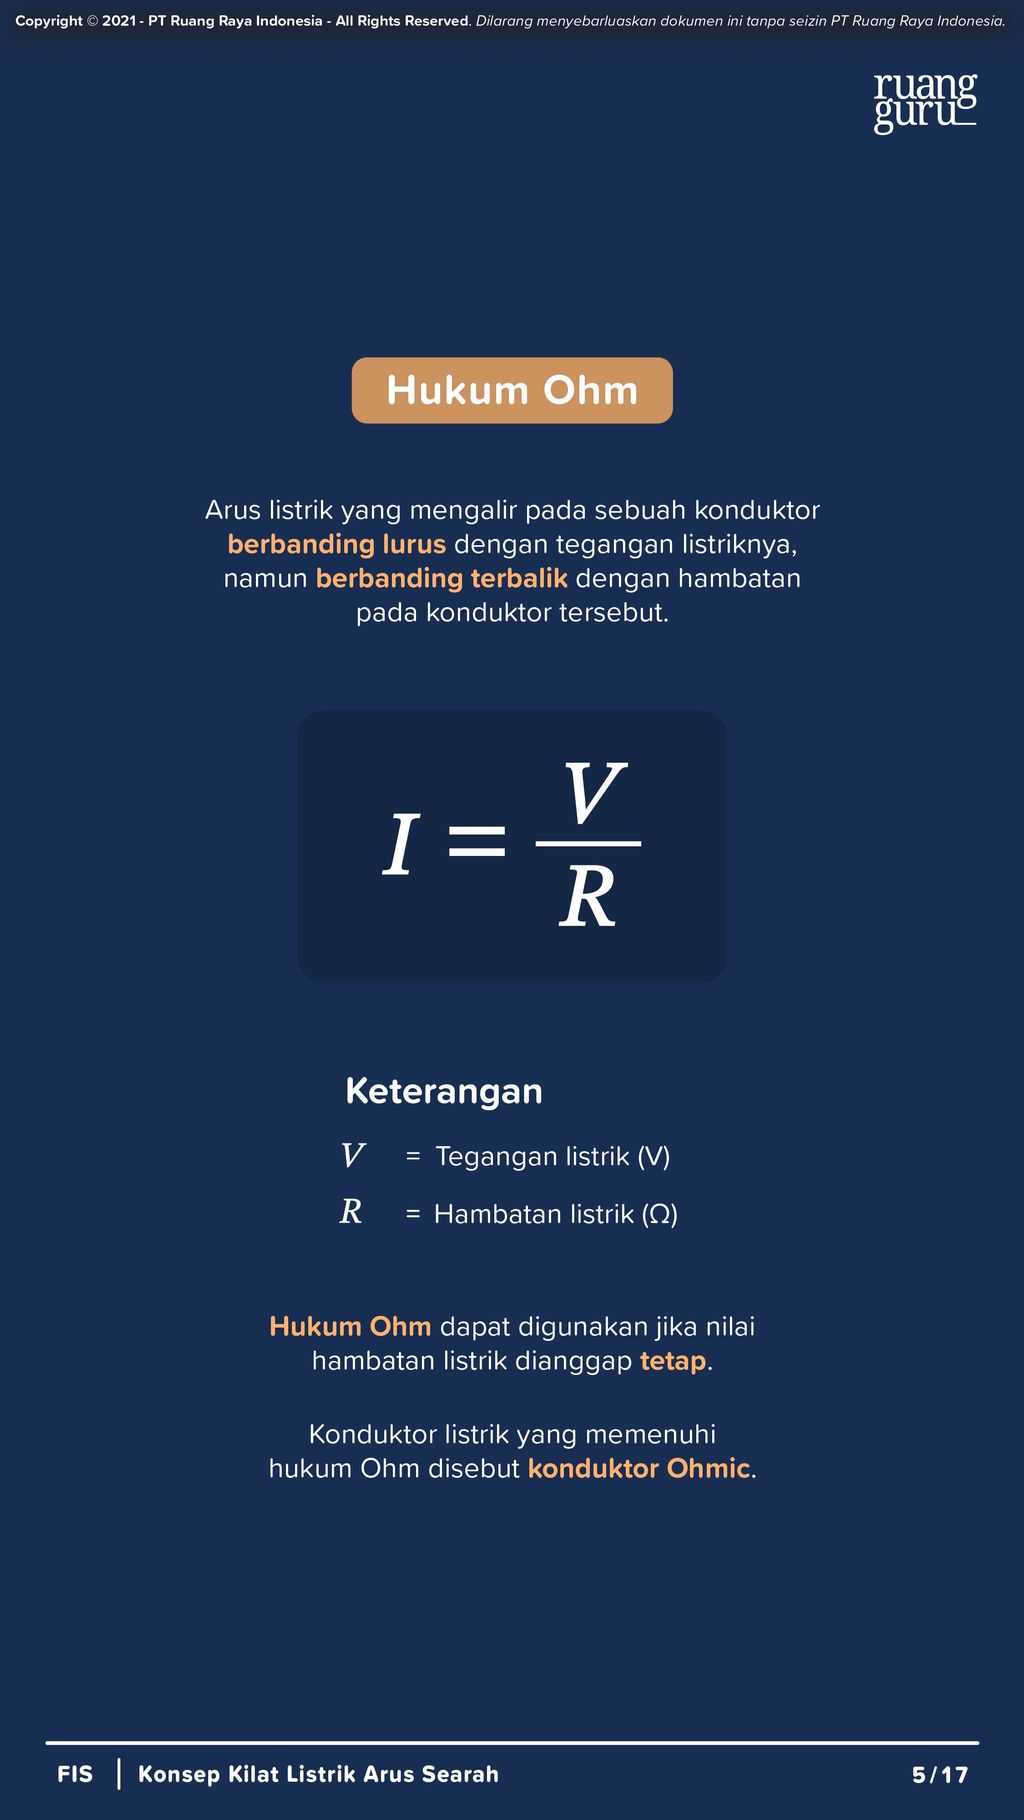 Copyright © 2021 - PT Ruang Raya Indonesia - All Rights Reserved. Dilarang menyebarluaskan dokumen ini tanpa seizin PT Ruang Raya Indonesia.
ruang
guru
Hukum Ohm
Arus listrik yang mengalir pada sebuah konduktor
berbanding lurus dengan tegangan listriknya,
namun berbanding terbalik dengan hambatan
pada konduktor tersebut.
I = V / R
Keterangan
V = Tegangan listrik (V)
R = Hambatan listrik (Ω)
Hukum Ohm dapat digunakan jika nilai
hambatan listrik dianggap tetap.
Konduktor listrik yang memenuhi
hukum Ohm disebut konduktor Ohmic.
FIS | Konsep Kilat Listrik Arus Searah 5/17